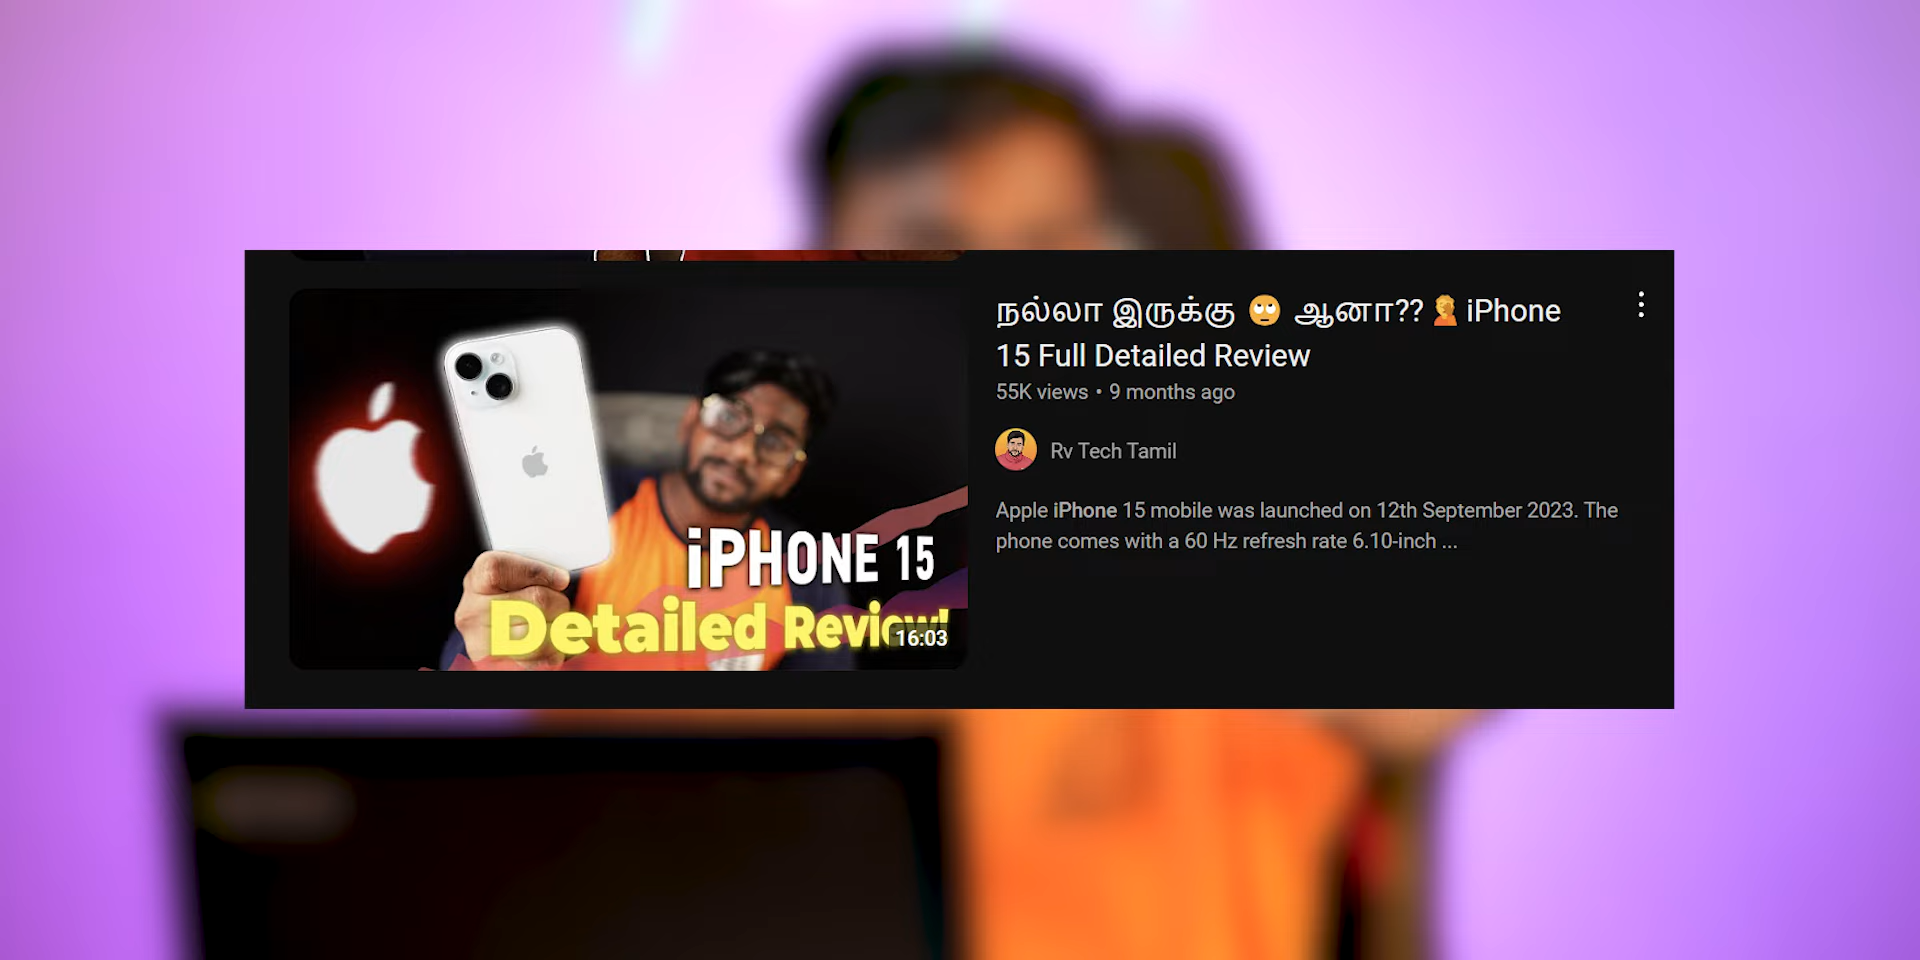 iPHONE 15
Detailed Review!
16:03
நல்லா இருக்கு 🙄 ஆனா??🤦 iPhone
15 Full Detailed Review
55K views • 9 months ago
Rv Tech Tamil
Apple iPhone 15 mobile was launched on 12th September 2023. The
phone comes with a 60 Hz refresh rate 6.10-inch ...